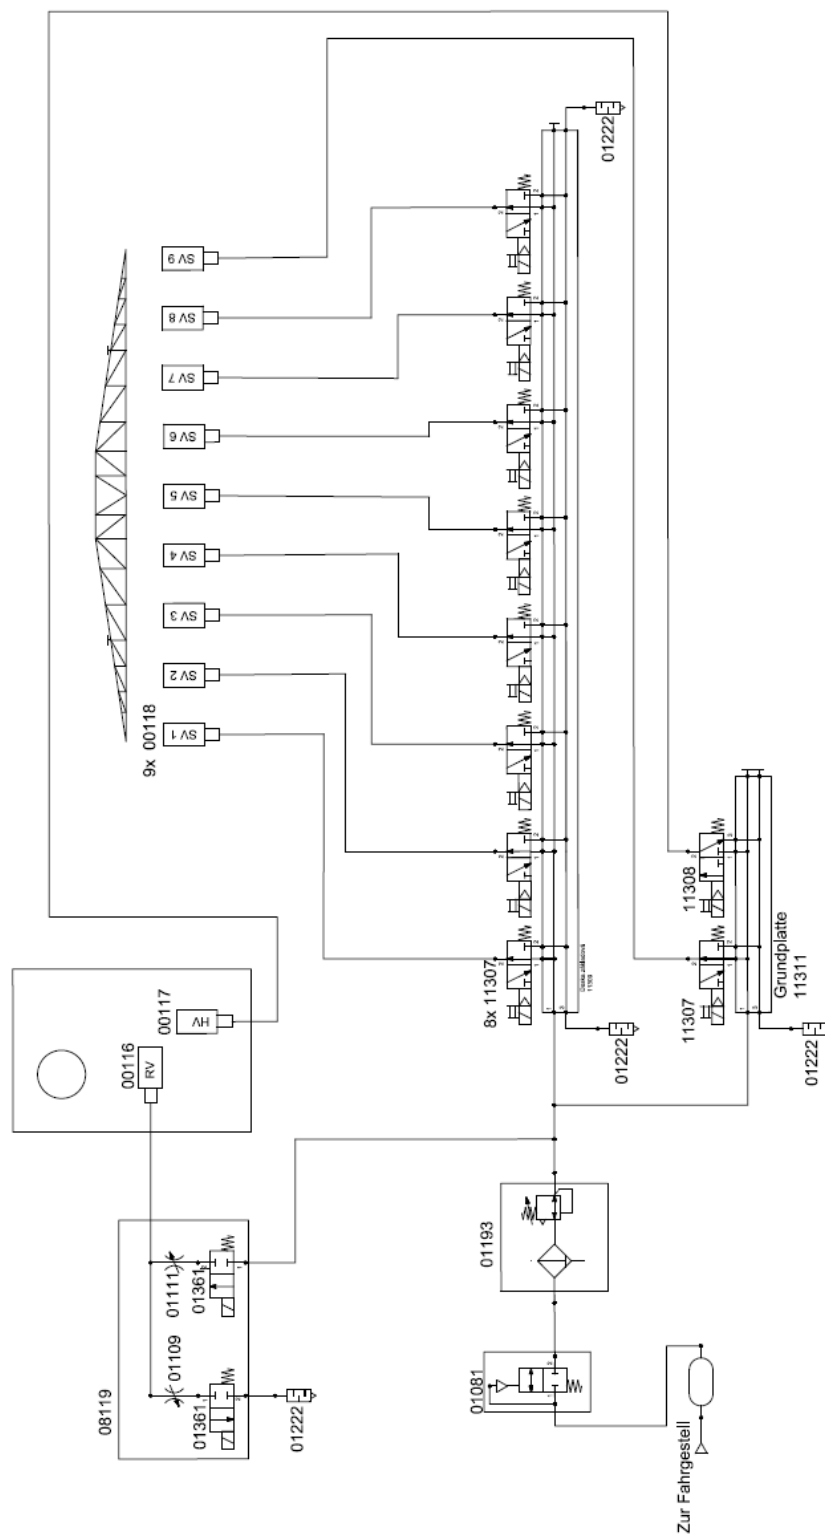 08119
01109
01111
01361
01361
01222
00116
RV
00117
HV
9x 00118
SV 1
SV 2
SV 3
SV 4
SV 5
SV 6
SV 7
SV 8
SV 9
01081
01193
8x 11307
11309
01222
01222
Zur Fahrgestell
11307
11308
Grundplatte
11311
01222